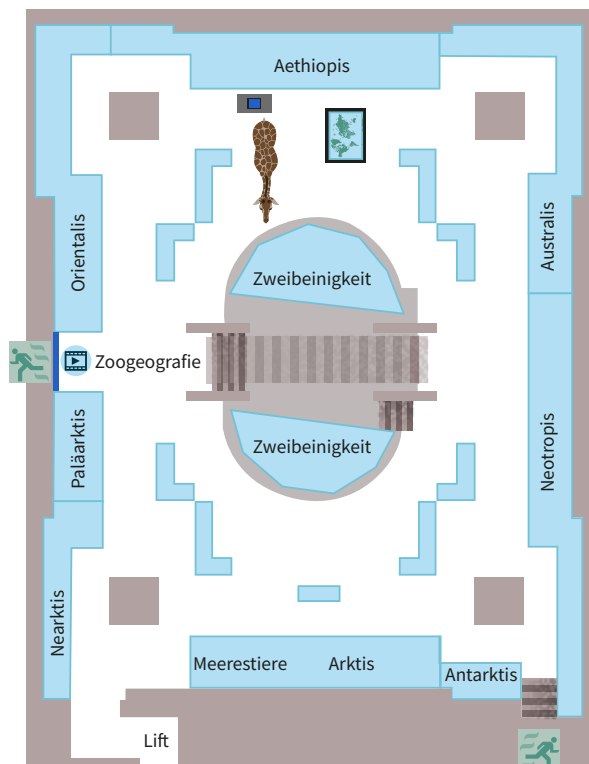 Aethiopis
Orientalis
Australis
Zweibeinigkeit
Zoogeografie
Paläarktis
Zweibeinigkeit
Neotropis
Nearktis
Meerestiere
Arktis
Antarktis
Lift